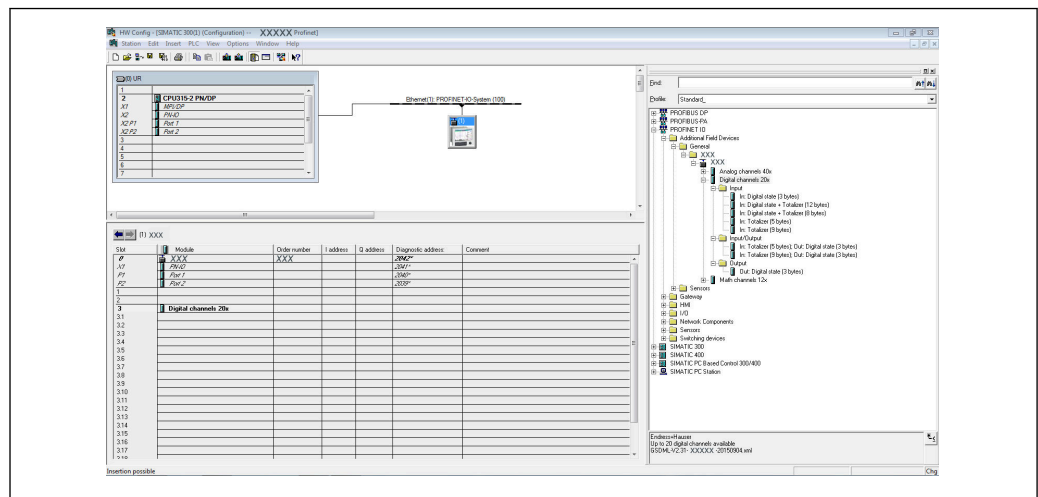 HW Config - [SIMATIC 300(1) (Configuration) -- XXXXX Profinet]
Station Edit Insert PLC View Options Window Help
(0) UR
1
2 CPU315-2 PN/DP
X1 MPI/DP
X2 PN-IO
X2 P1 Port 1
X2 P2 Port 2
3
4
5
6
7
Ethernet(1): PROFINET-IO-System (100)
(1)
(1) XXX
Slot Module Order number I address Q address Diagnostic address: Comment
0 XXX XXX 2042*
X1 PN-IO 2041*
P1 Port 1 2040*
P2 Port 2 2039*
1
2
3 Digital channels 20x
3.1
3.2
3.3
3.4
3.5
3.6
3.7
3.8
3.9
3.10
3.11
3.12
3.13
3.14
3.15
3.16
3.17
3.18
Find:
Profile: Standard_
PROFIBUS DP
PROFIBUS-PA
PROFINET IO
Additional Field Devices
General
XXX
XXX
Analog channels 40x
Digital channels 20x
Input
In: Digital state (3 bytes)
In: Digital state + Totalizer (12 bytes)
In: Digital state + Totalizer (8 bytes)
In: Totalizer (5 bytes)
In: Totalizer (9 bytes)
Input/Output
In: Totalizer (5 bytes); Out: Digital state (3 bytes)
In: Totalizer (9 bytes); Out: Digital state (3 bytes)
Output
Out: Digital state (3 bytes)
Math channels 12x
Sensors
Gateway
HMI
I/O
Network Components
Sensors
Switching devices
SIMATIC 300
SIMATIC 400
SIMATIC PC Based Control 300/400
SIMATIC PC Station
Endress+Hauser
Up to 20 digital channels available
GSDML-V2.31- XXXXX -20150904.xml
Insertion possible
Chg